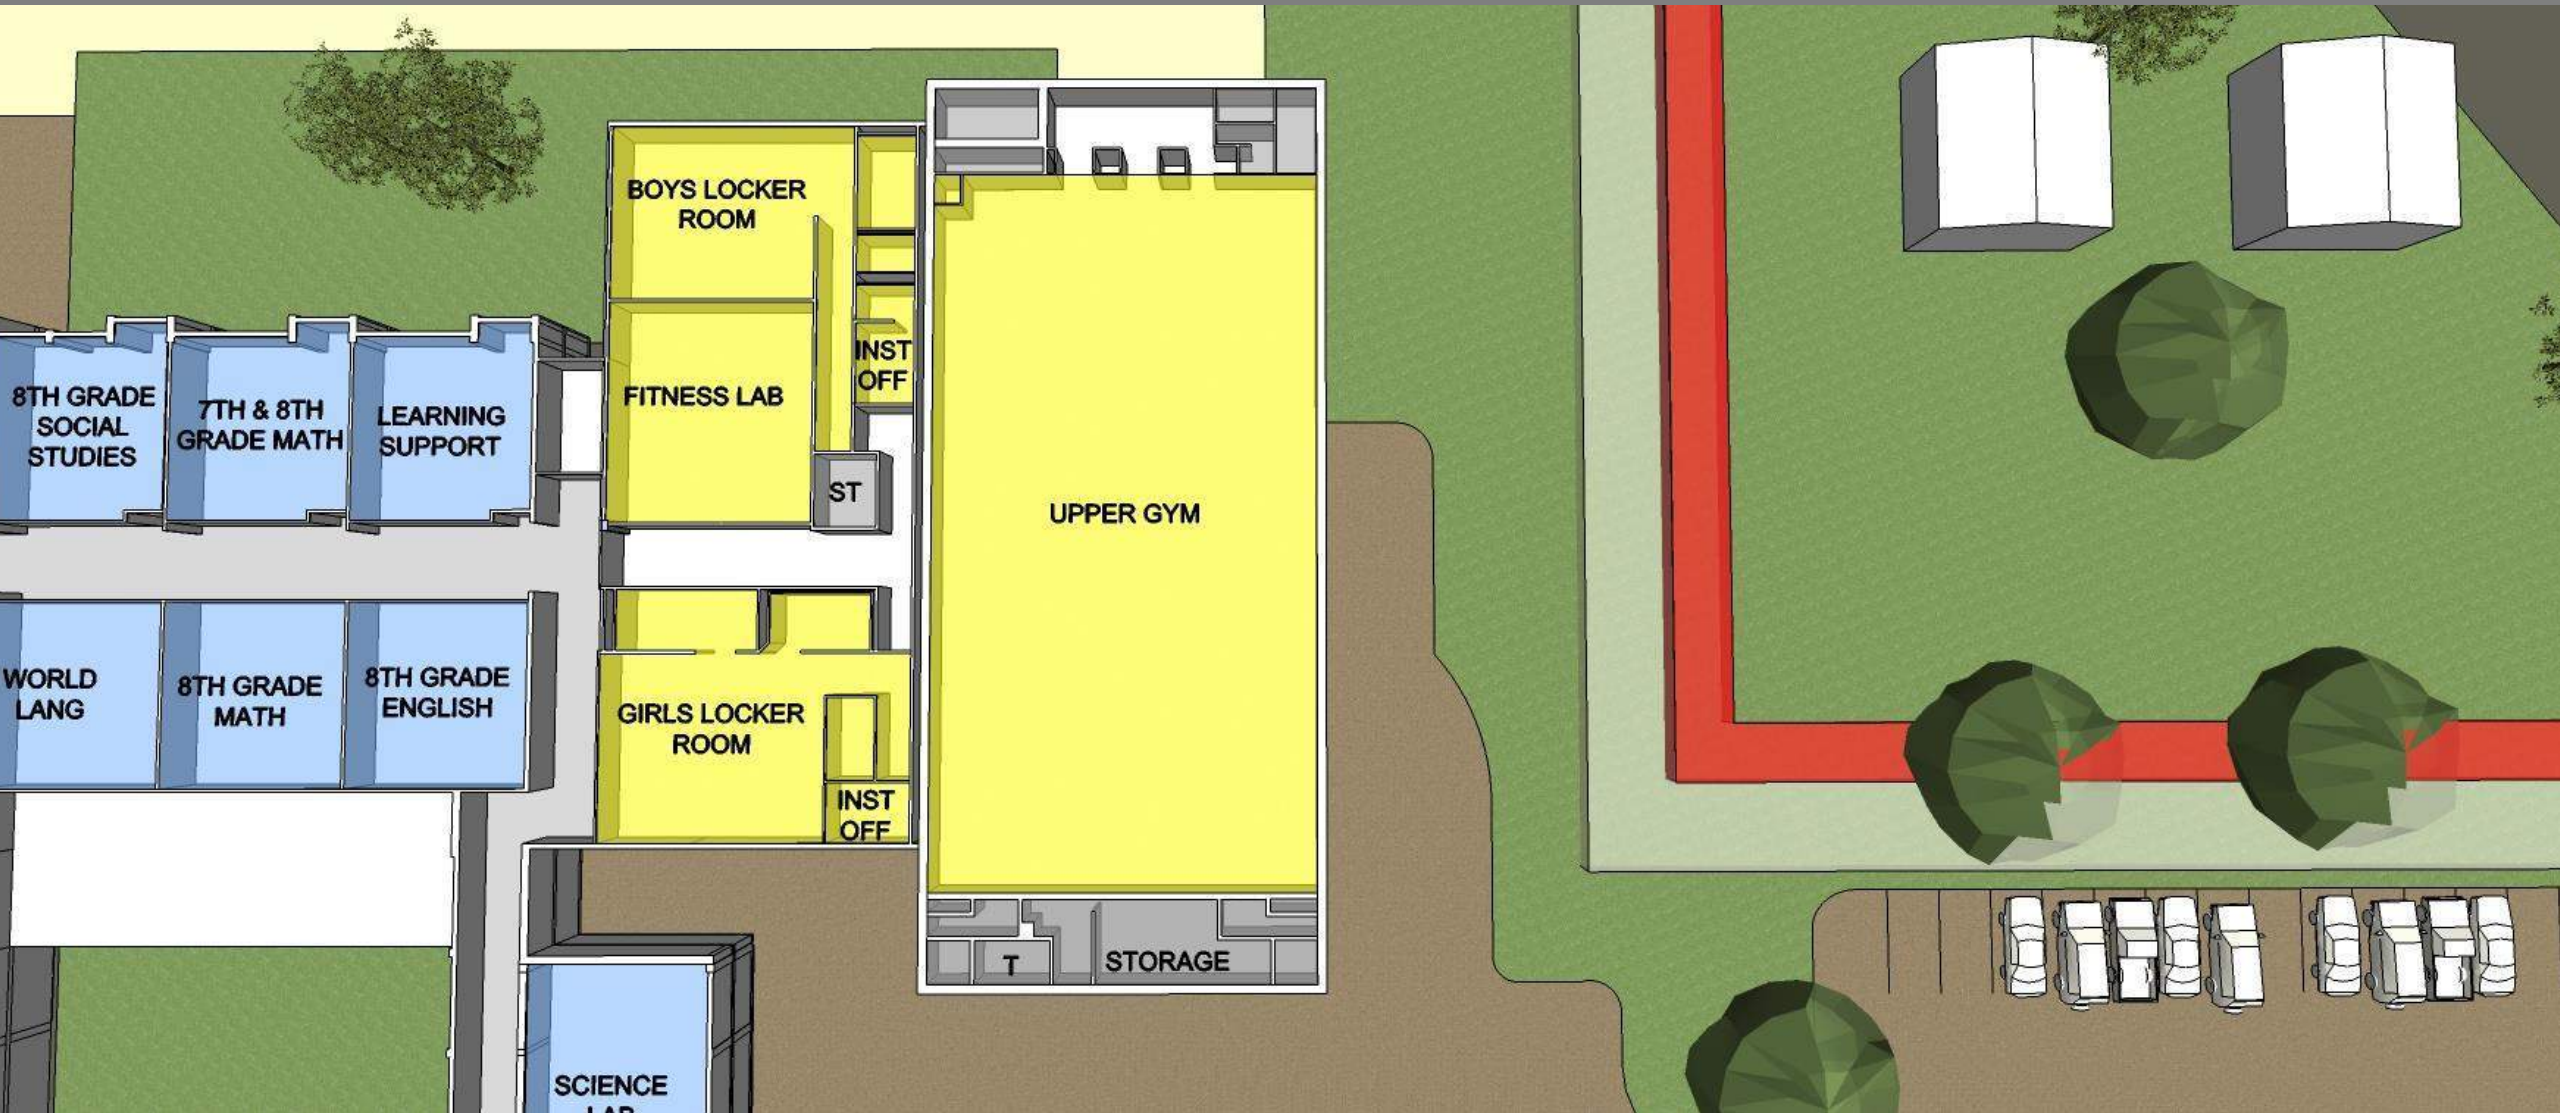 BOYS LOCKER
ROOM
INST
OFF
FITNESS LAB
8TH GRADE
SOCIAL
STUDIES
7TH & 8TH
GRADE MATH
LEARNING
SUPPORT
ST
UPPER GYM
WORLD
LANG
8TH GRADE
MATH
8TH GRADE
ENGLISH
GIRLS LOCKER
ROOM
INST
OFF
T
STORAGE
SCIENCE
LAB